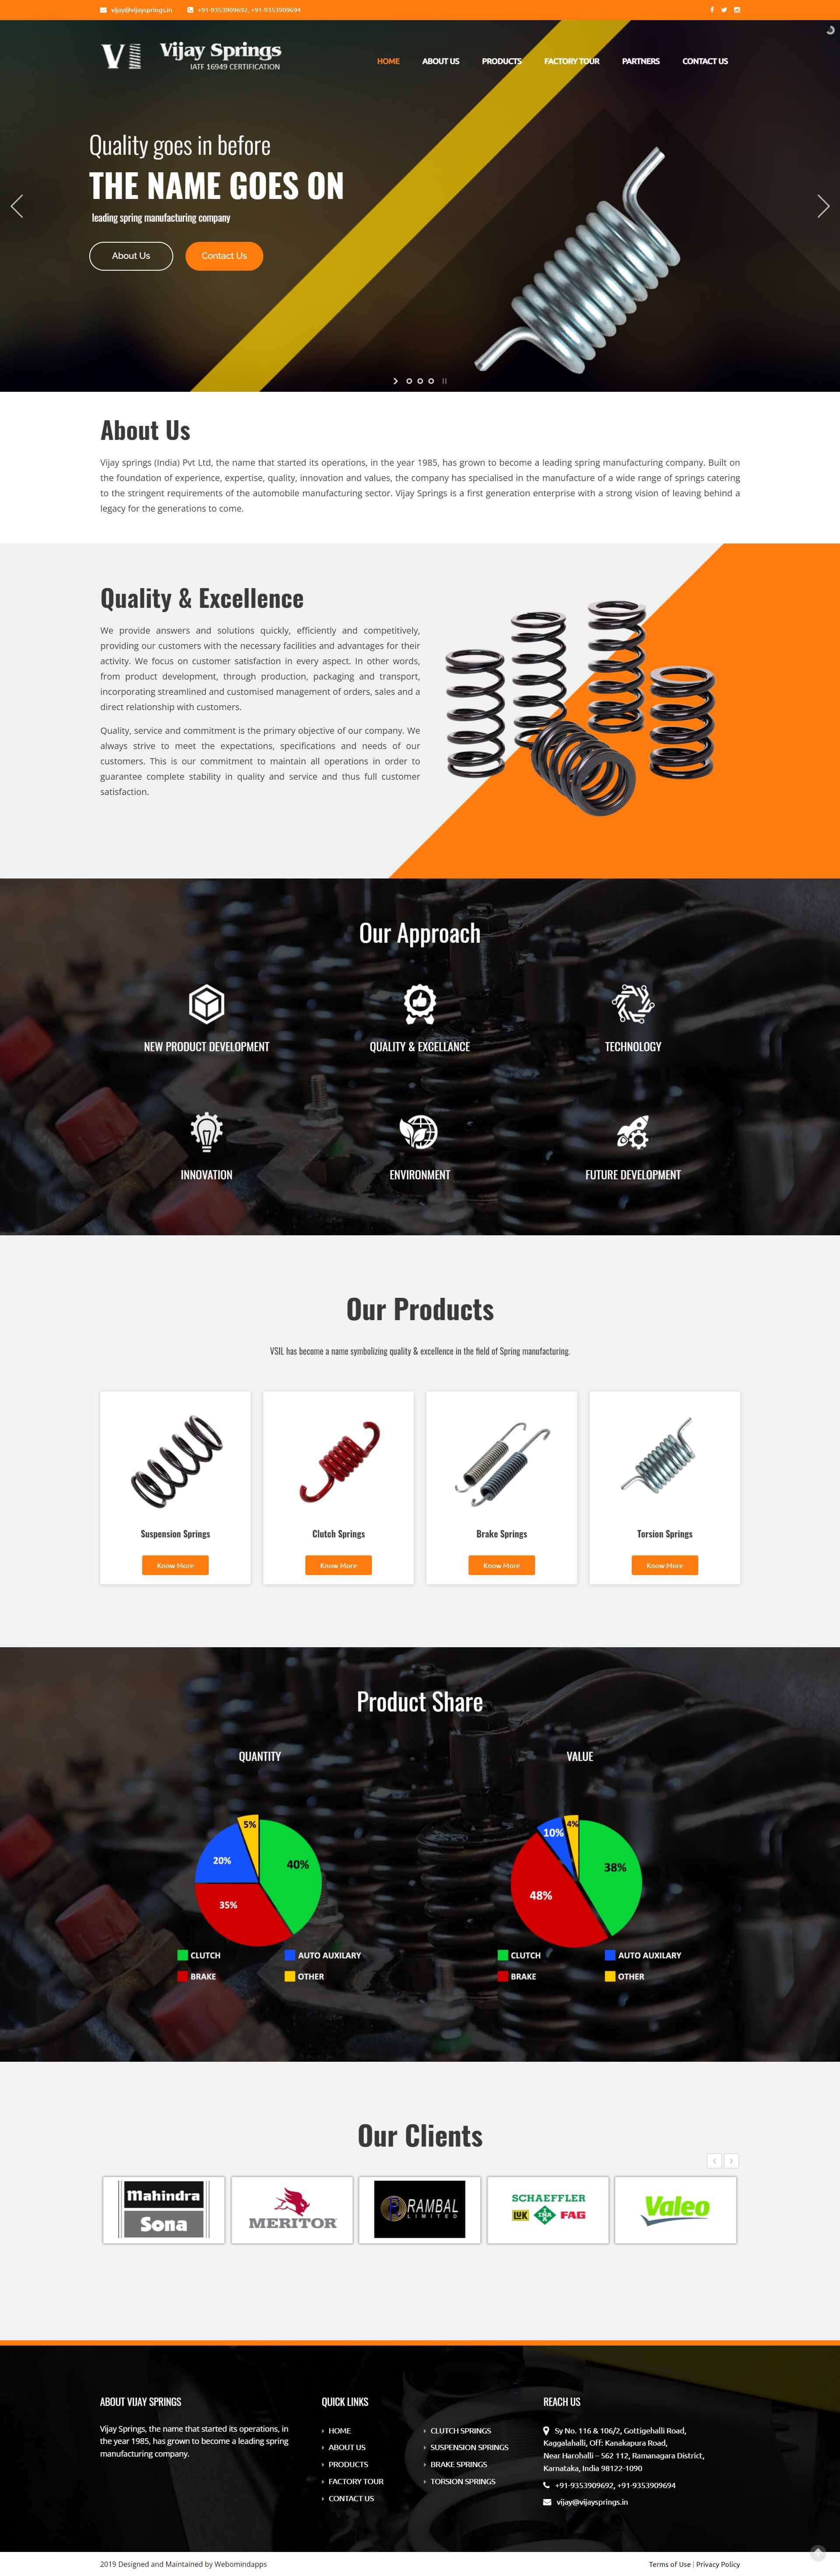 vijay@vijaysprings.in +91-9353909692, +91-9353909694
VI Vijay Springs
IATF 16949 CERTIFICATION
HOME ABOUT US PRODUCTS FACTORY TOUR PARTNERS CONTACT US
Quality goes in before
THE NAME GOES ON
leading spring manufacturing company
About Us Contact Us
About Us
Vijay springs (India) Pvt Ltd, the name that started its operations, in the year 1985, has grown to become a leading spring manufacturing company. Built on
the foundation of experience, expertise, quality, innovation and values, the company has specialised in the manufacture of a wide range of springs catering
to the stringent requirements of the automobile manufacturing sector. Vijay Springs is a first generation enterprise with a strong vision of leaving behind a
legacy for the generations to come.
Quality & Excellence
We provide answers and solutions quickly, efficiently and competitively,
providing our customers with the necessary facilities and advantages for their
activity. We focus on customer satisfaction in every aspect. In other words,
from product development, through production, packaging and transport,
incorporating streamlined and customised management of orders, sales and a
direct relationship with customers.
Quality, service and commitment is the primary objective of our company. We
always strive to meet the expectations, specifications and needs of our
customers. This is our commitment to maintain all operations in order to
guarantee complete stability in quality and service and thus full customer
satisfaction.
Our Approach
NEW PRODUCT DEVELOPMENT QUALITY & EXCELLANCE TECHNOLOGY
INNOVATION ENVIRONMENT FUTURE DEVELOPMENT
Our Products
VSIL has become a name symbolizing quality & excellence in the field of Spring manufacturing.
Suspension Springs Clutch Springs Brake Springs Torsion Springs
Know More Know More Know More Know More
Product Share
QUANTITY VALUE
5% 20% 40% 35%
4% 10% 38% 48%
CLUTCH AUTO AUXILARY CLUTCH AUTO AUXILARY
BRAKE OTHER BRAKE OTHER
Our Clients
Mahindra
Sona
MERITOR
RAMBAL
LIMITED
SCHAEFFLER
LUK INA FAG
Valeo
ABOUT VIJAY SPRINGS
Vijay Springs, the name that started its operations, in
the year 1985, has grown to become a leading spring
manufacturing company.
QUICK LINKS
HOME
ABOUT US
PRODUCTS
FACTORY TOUR
CONTACT US
CLUTCH SPRINGS
SUSPENSION SPRINGS
BRAKE SPRINGS
TORSION SPRINGS
REACH US
Sy No. 116 & 106/2, Gottigehalli Road,
Kaggalahalli, Off: Kanakapura Road,
Near Harohalli – 562 112, Ramanagara District,
Karnataka, India 98122-1090
+91-9353909692, +91-9353909694
vijay@vijaysprings.in
2019 Designed and Maintained by Webomindapps
Terms of Use | Privacy Policy